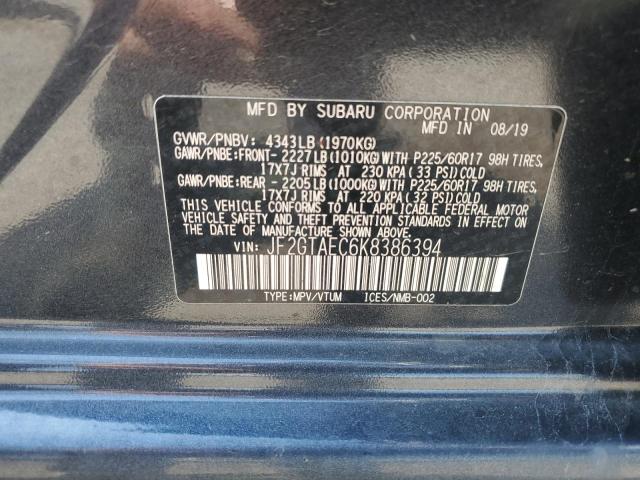 MFD BY SUBARU CORPORATION
MFD IN 08/19
GVWR/PNBV: 4343LB (1970KG)
GAWR/PNBE:FRONT- 2227LB(1010KG)WITH P225/60R17 98H TIRES,
17X7J RIMS AT 230 KPA( 33 PSI)COLD
GAWR/PNBE:REAR - 2205LB(1000KG)WITH P225/60R17 98H TIRES,
17X7J RIMS AT 220 KPA( 32 PSI)COLD
THIS VEHICLE CONFORMS TO ALL APPLICABLE FEDERAL MOTOR
VEHICLE SAFETY AND THEFT PREVENTION STANDARDS IN EFFECT ON
THE DATE OF MANUFACTURE SHOWN ABOVE.
VIN: JF2GTAEC6K8386394
TYPE:MPV/VTUM ICES/NMB-002